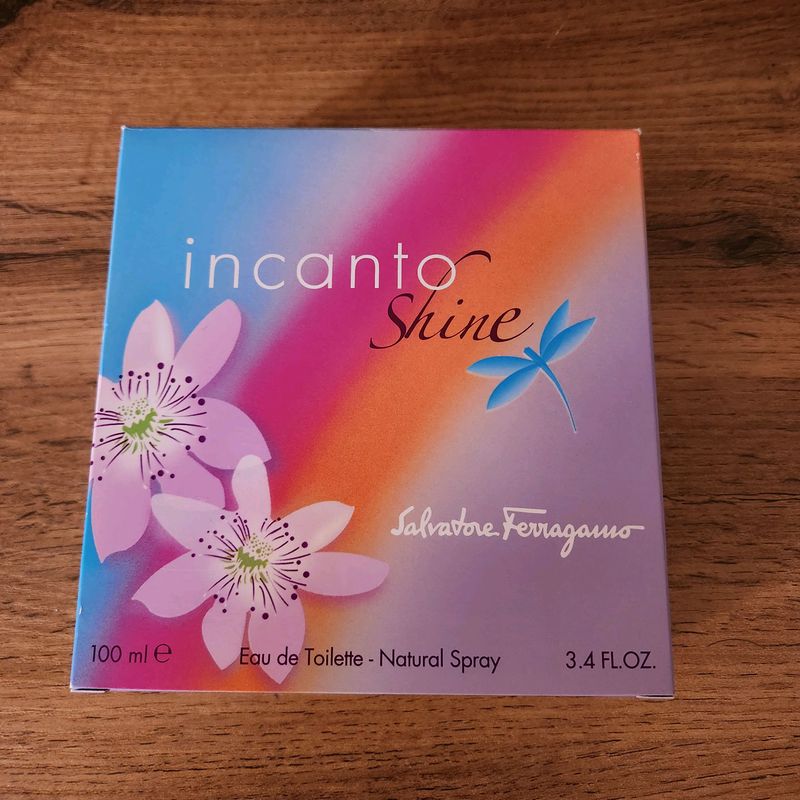 incanto
Shine
Salvatore Ferragamo
100 ml ℮
Eau de Toilette - Natural Spray
3.4 FL.OZ.